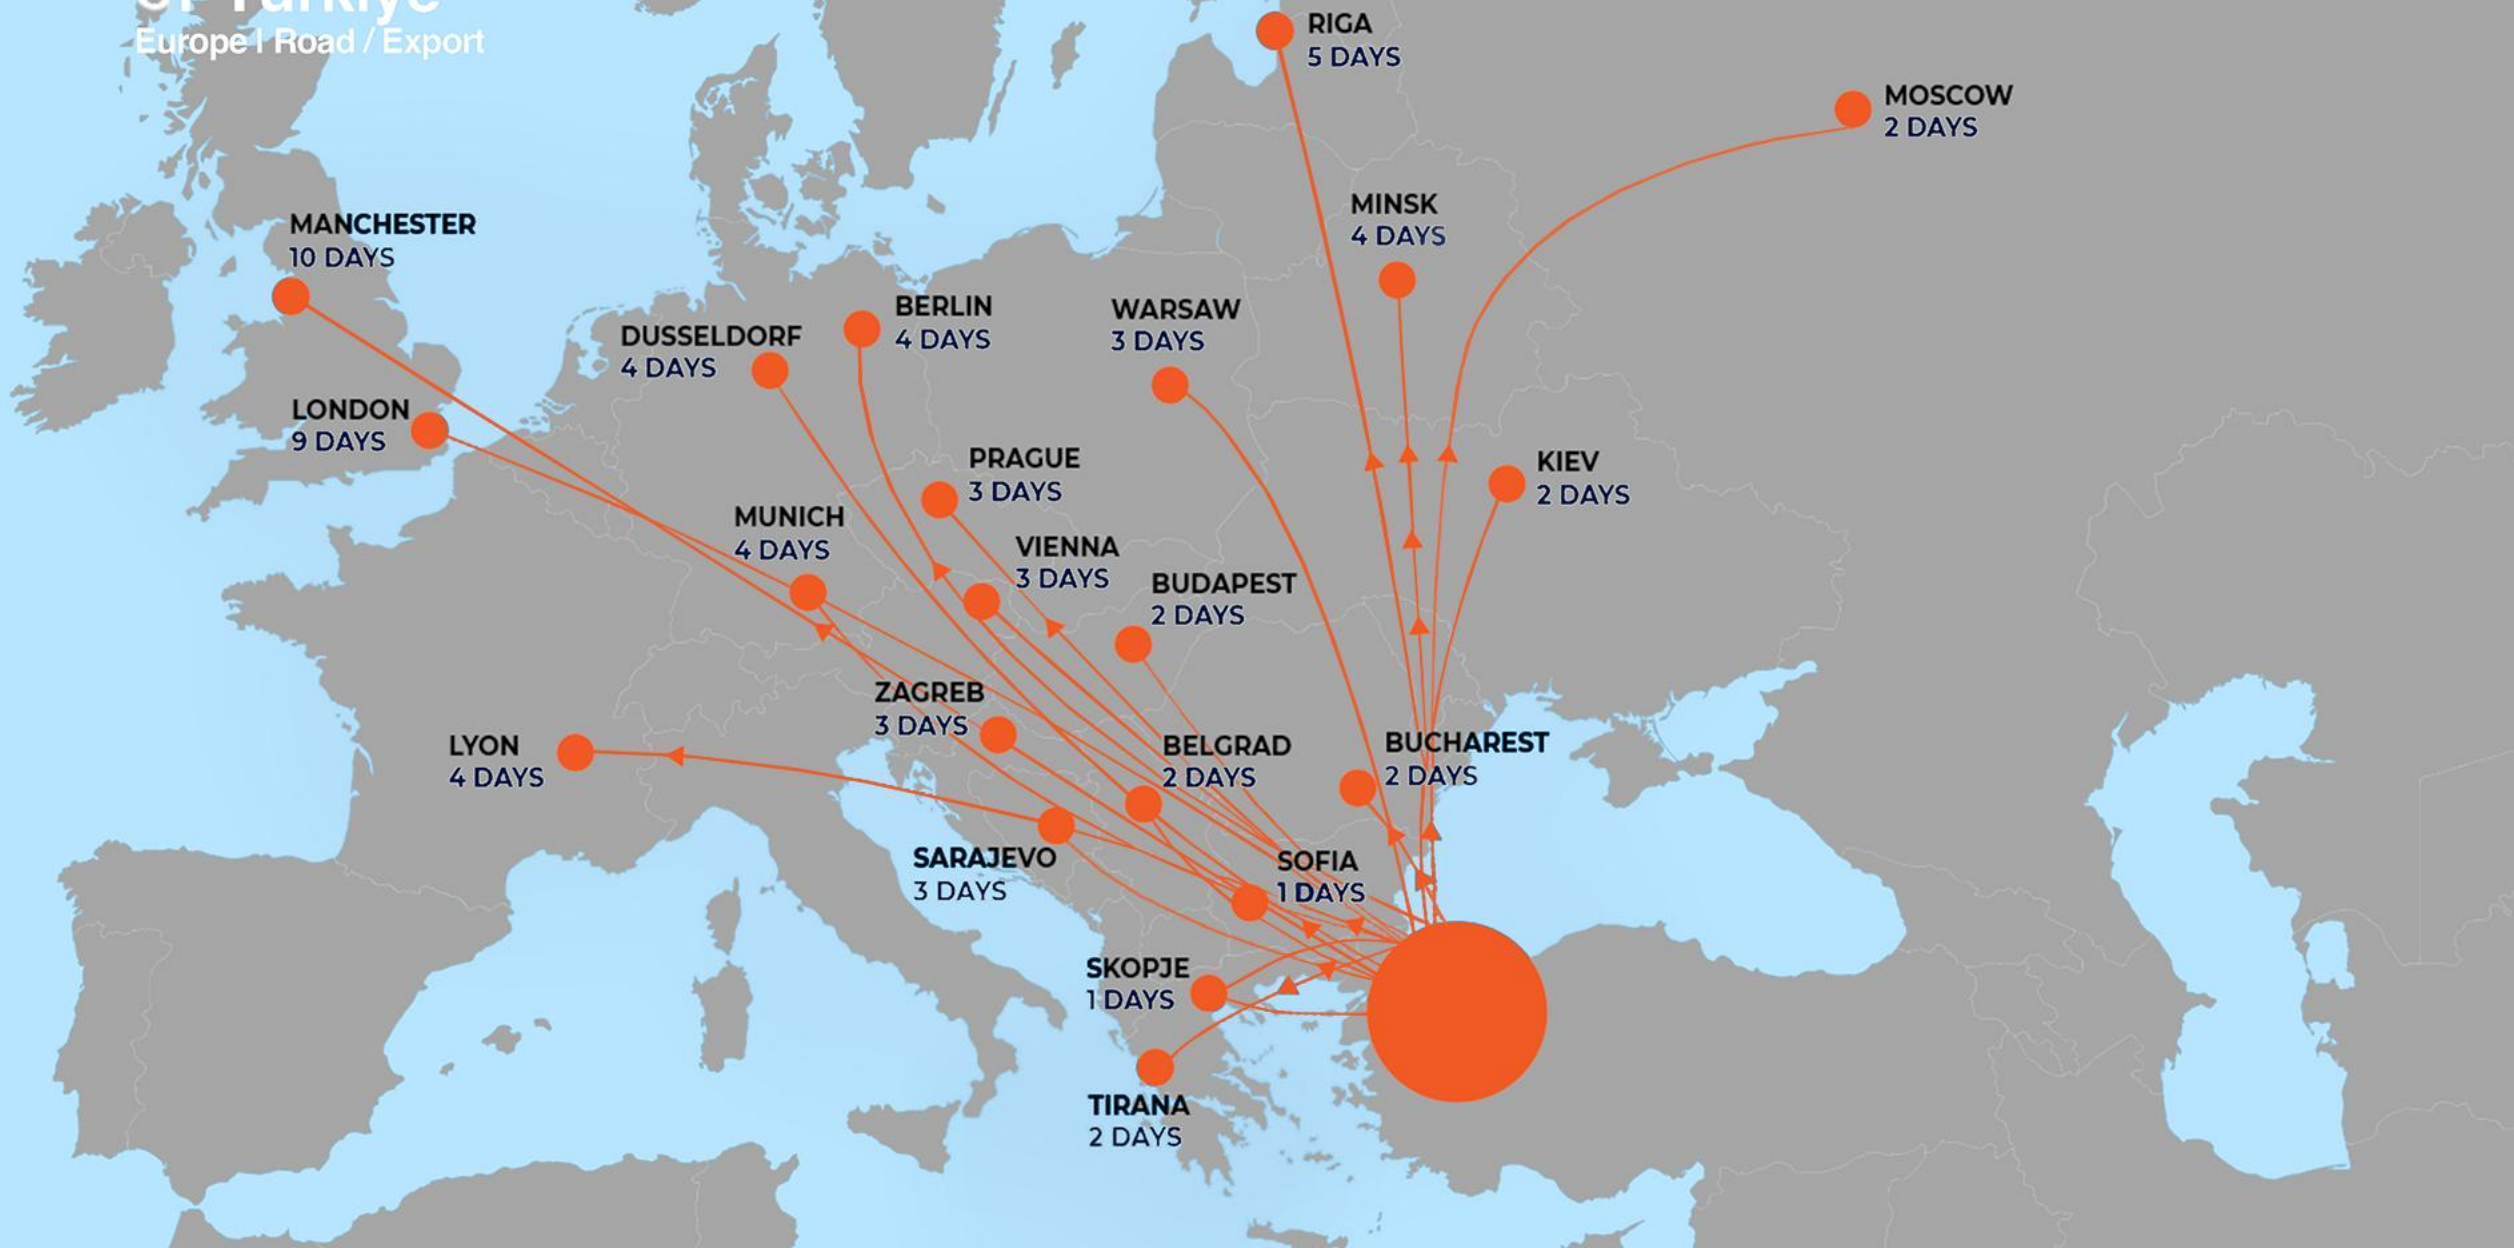 Türkiye
Europe | Road / Export
RIGA
5 DAYS
MOSCOW
2 DAYS
MINSK
4 DAYS
MANCHESTER
10 DAYS
BERLIN
4 DAYS
WARSAW
3 DAYS
DUSSELDORF
4 DAYS
LONDON
9 DAYS
PRAGUE
3 DAYS
KIEV
2 DAYS
MUNICH
4 DAYS
VIENNA
3 DAYS
BUDAPEST
2 DAYS
ZAGREB
3 DAYS
LYON
4 DAYS
BELGRAD
2 DAYS
BUCHAREST
2 DAYS
SARAJEVO
3 DAYS
SOFIA
1 DAYS
SKOPJE
1 DAYS
TIRANA
2 DAYS